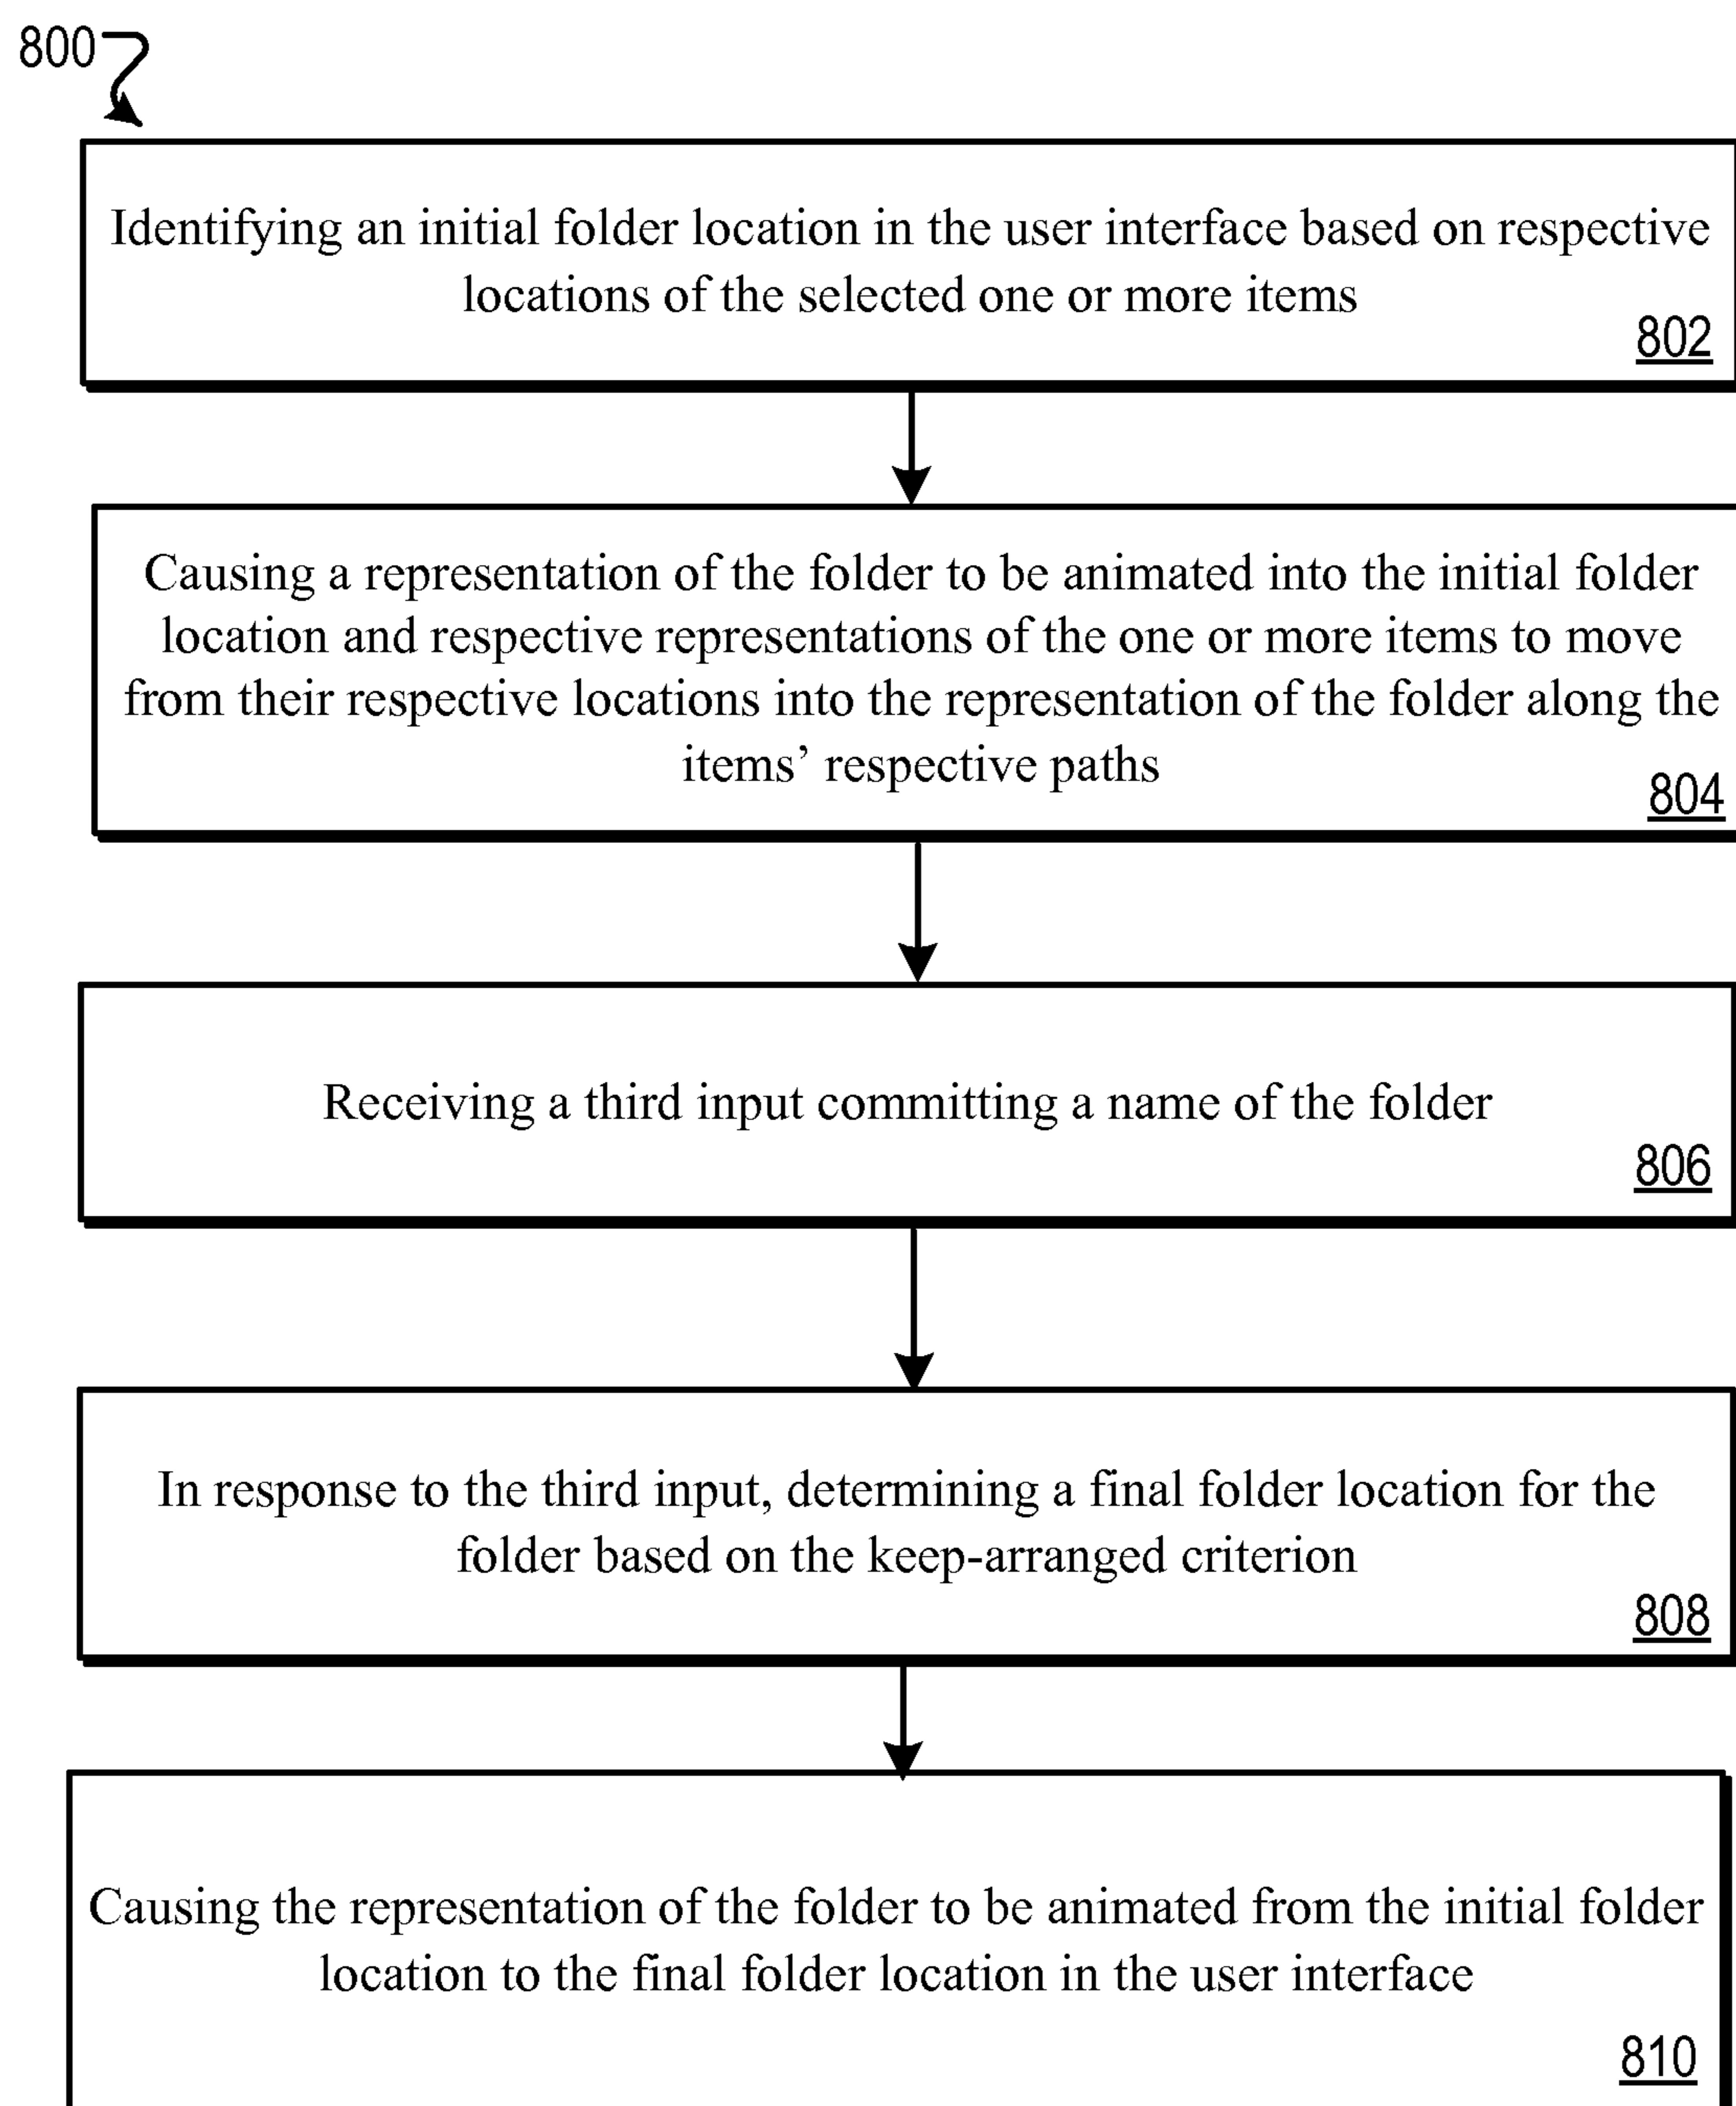 800
Identifying an initial folder location in the user interface based on respective
locations of the selected one or more items
802
Causing a representation of the folder to be animated into the initial folder
location and respective representations of the one or more items to move
from their respective locations into the representation of the folder along the
items’ respective paths
804
Receiving a third input committing a name of the folder
806
In response to the third input, determining a final folder location for the
folder based on the keep-arranged criterion
808
Causing the representation of the folder to be animated from the initial folder
location to the final folder location in the user interface
810